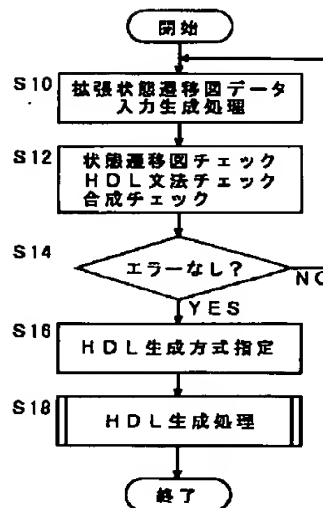 開始
S10
拡張状態遷移図データ
入力生成処理
S12
状態遷移図チェック
HDL文法チェック
合成チェック
S14
エラーなし?
NO
YES
S16
HDL生成方式指定
S18
HDL生成処理
終了